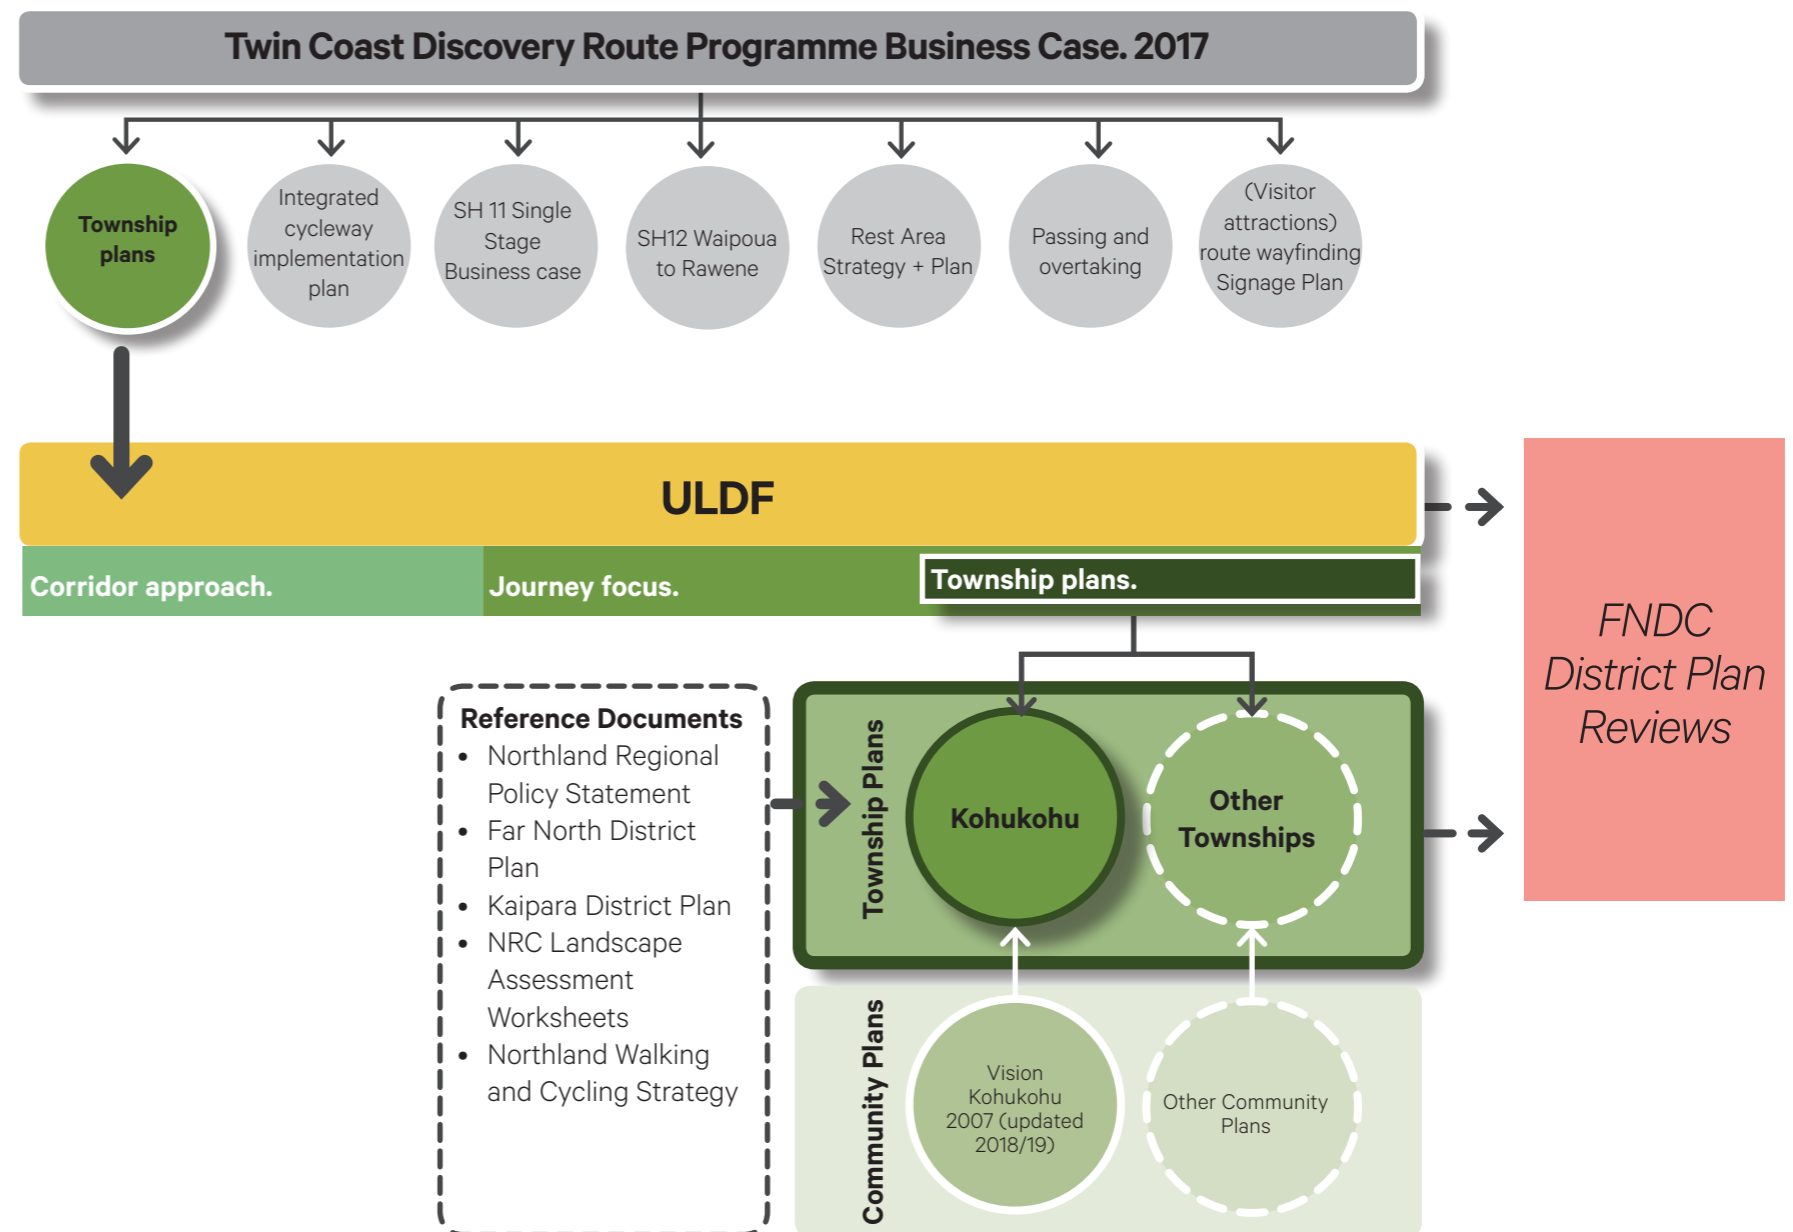 Twin Coast Discovery Route Programme Business Case. 2017
Township
plans
Integrated
cycleway
implementation
plan
SH 11 Single
Stage
Business case
SH12 Waipoua
to Rawene
Rest Area
Strategy + Plan
Passing and
overtaking
(Visitor
attractions)
route wayfinding
Signage Plan
ULDF
Corridor approach.
Journey focus.
Township plans.
FNDC
District Plan
Reviews
Reference Documents
• Northland Regional
Policy Statement
• Far North District
Plan
• Kaipara District Plan
• NRC Landscape
Assessment
Worksheets
• Northland Walking
and Cycling Strategy
Township Plans
Kohukohu
Other
Townships
Community Plans
Vision
Kohukohu
2007 (updated
2018/19)
Other Community
Plans